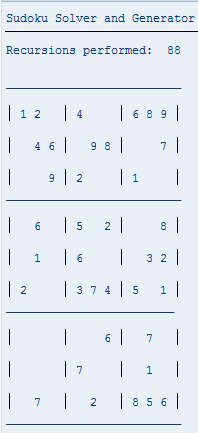 Sudoku Solver and Generator
Recursions performed:  88
| 1 2   | 4     | 6 8 9 |
|   4 6 |   9 8 |     7 |
|     9 | 2     | 1     |
|   6   | 5   2 |     8 |
|   1   | 6     |   3 2 |
| 2     | 3 7 4 | 5   1 |
|       |     6 |   7   |
|       | 7     |   1   |
|   7   |   2   | 8 5 6 |